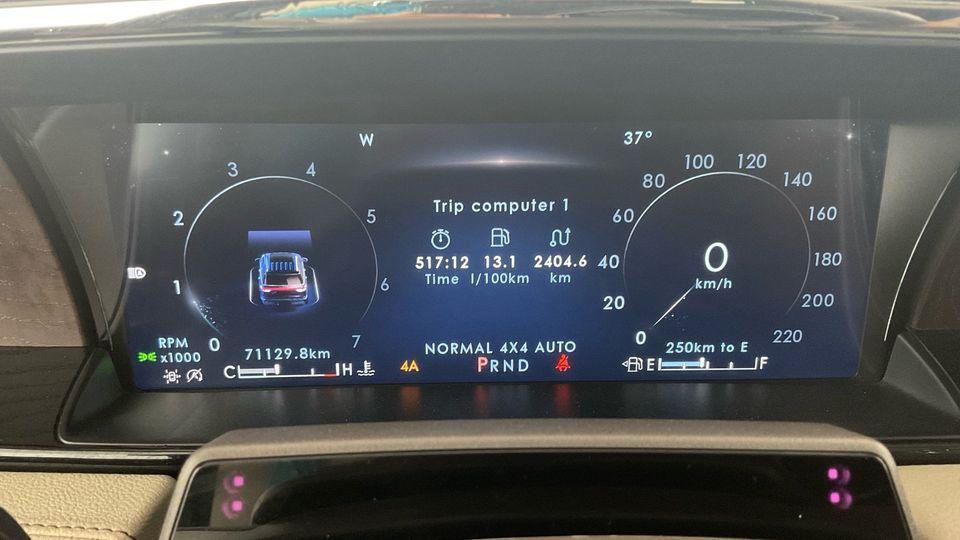 W
37°
3 4
100 120
80 140
Trip computer 1
2 5
60 160
517:12 13.1 2404.6
Time l/100km km
40 0 180
km/h
1 6
20 200
0 7
0 220
RPM
x1000
71129.8km
NORMAL 4X4 AUTO
250km to E
C H
4A
PRND
E F